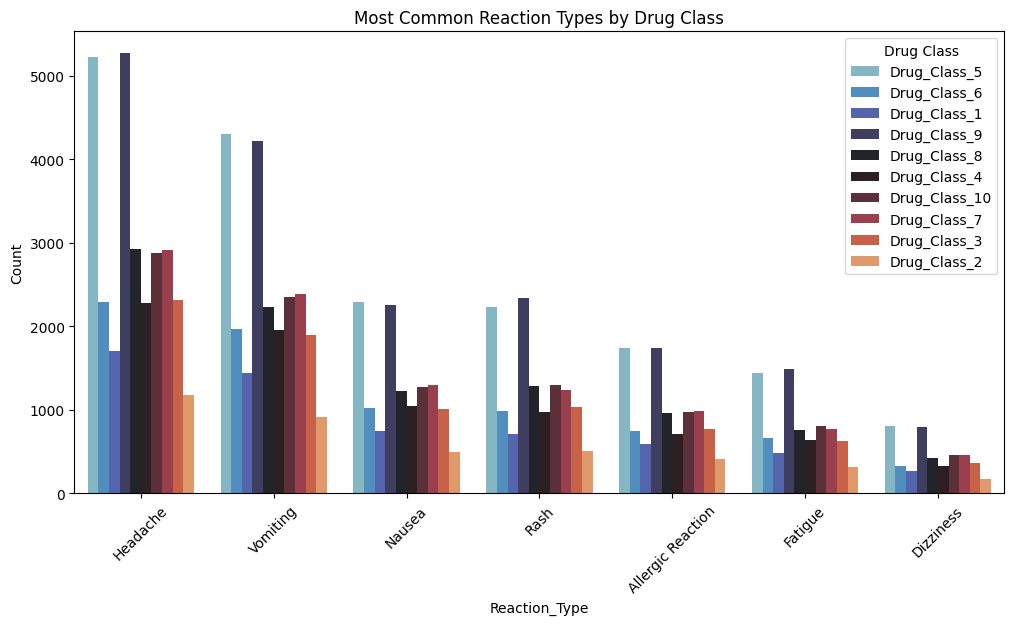 Most Common Reaction Types by Drug Class
Drug Class
Drug_Class_5
Drug_Class_6
Drug_Class_1
Drug_Class_9
Drug_Class_8
Drug_Class_4
Drug_Class_10
Drug_Class_7
Drug_Class_3
Drug_Class_2
Count
5000
4000
3000
2000
1000
0
Headache
Vomiting
Nausea
Rash
Allergic Reaction
Fatigue
Dizziness
Reaction_Type